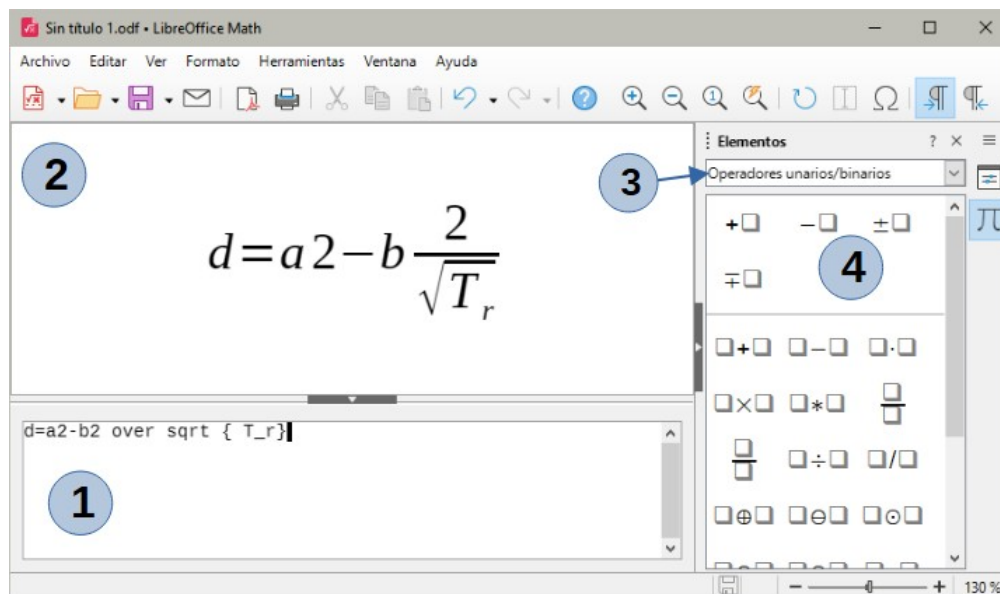 Sin título 1.odf • LibreOffice Math
Archivo Editar Ver Formato Herramientas Ventana Ayuda
Elementos
Operadores unarios/binarios
2
3
4
1
d=a2−b 2/√T_r
+□ −□ ±□
∓□
□+□ □−□ □·□
□×□ □∗□ □/□
□/□ □÷□ □/□
□⊕□ □⊖□ □⊙□
d=a2-b2 over sqrt { T_r}
130 %